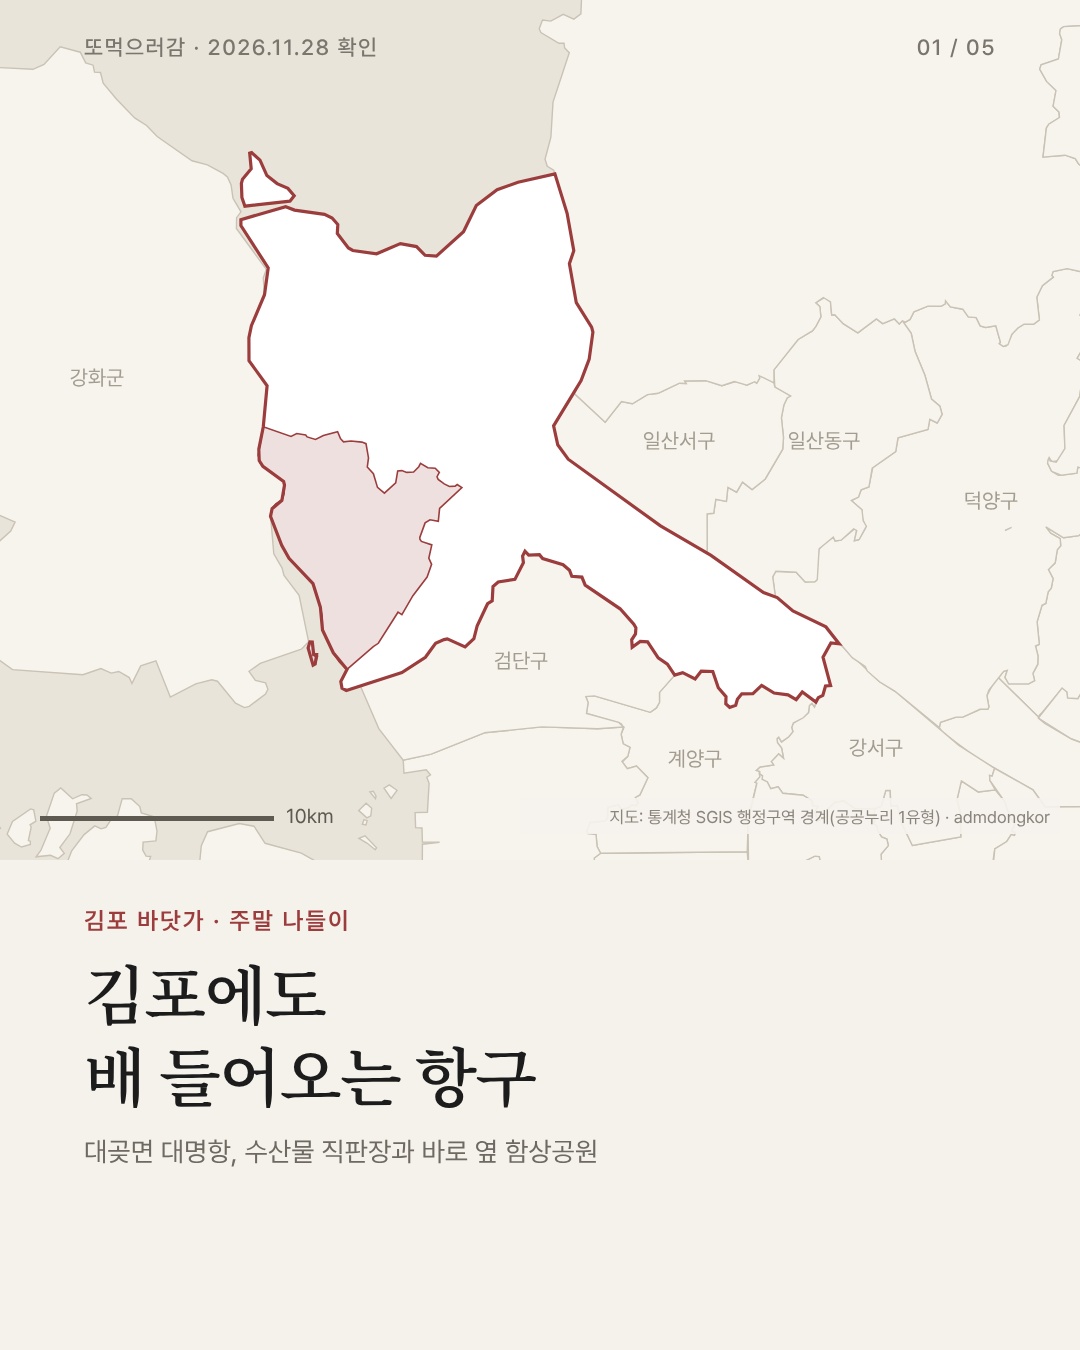 또먹으러감 · 2026.11.28 확인
01 / 05
강화군
일산서구
일산동구
덕양구
검단구
계양구
강서구
10km
지도: 통계청 SGIS 행정구역 경계(공공누리 1유형) · admdongkor
김포 바닷가 · 주말 나들이
김포에도
배 들어오는 항구
대곶면 대명항, 수산물 직판장과 바로 옆 함상공원